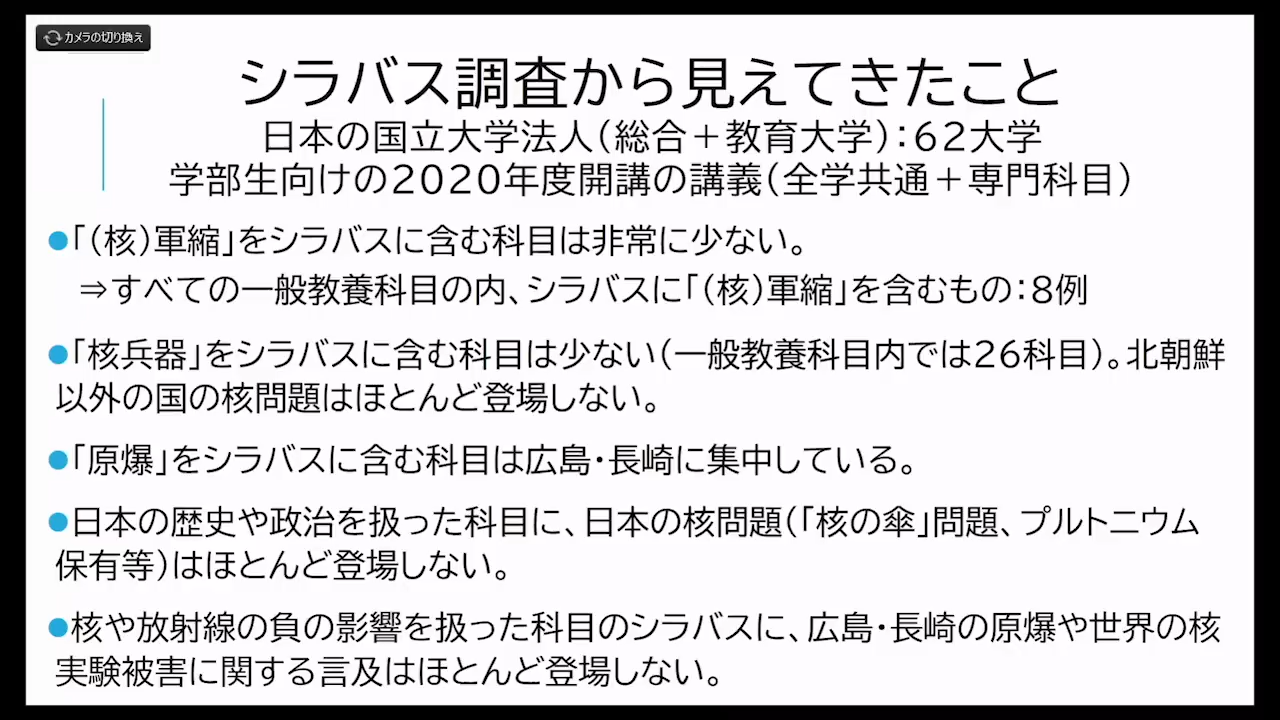 カメラの切り換え
シラバス調査から見えてきたこと
日本の国立大学法人(総合+教育大学):62大学
学部生向けの2020年度開講の講義(全学共通+専門科目)
●「(核)軍縮」をシラバスに含む科目は非常に少ない。
⇒すべての一般教養科目の内、シラバスに「(核)軍縮」を含むもの:8例
●「核兵器」をシラバスに含む科目は少ない(一般教養科目内では26科目)。北朝鮮
以外の国の核問題はほとんど登場しない。
●「原爆」をシラバスに含む科目は広島・長崎に集中している。
●日本の歴史や政治を扱った科目に、日本の核問題(「核の傘」問題、プルトニウム
保有等)はほとんど登場しない。
●核や放射線の負の影響を扱った科目のシラバスに、広島・長崎の原爆や世界の核
実験被害に関する言及はほとんど登場しない。